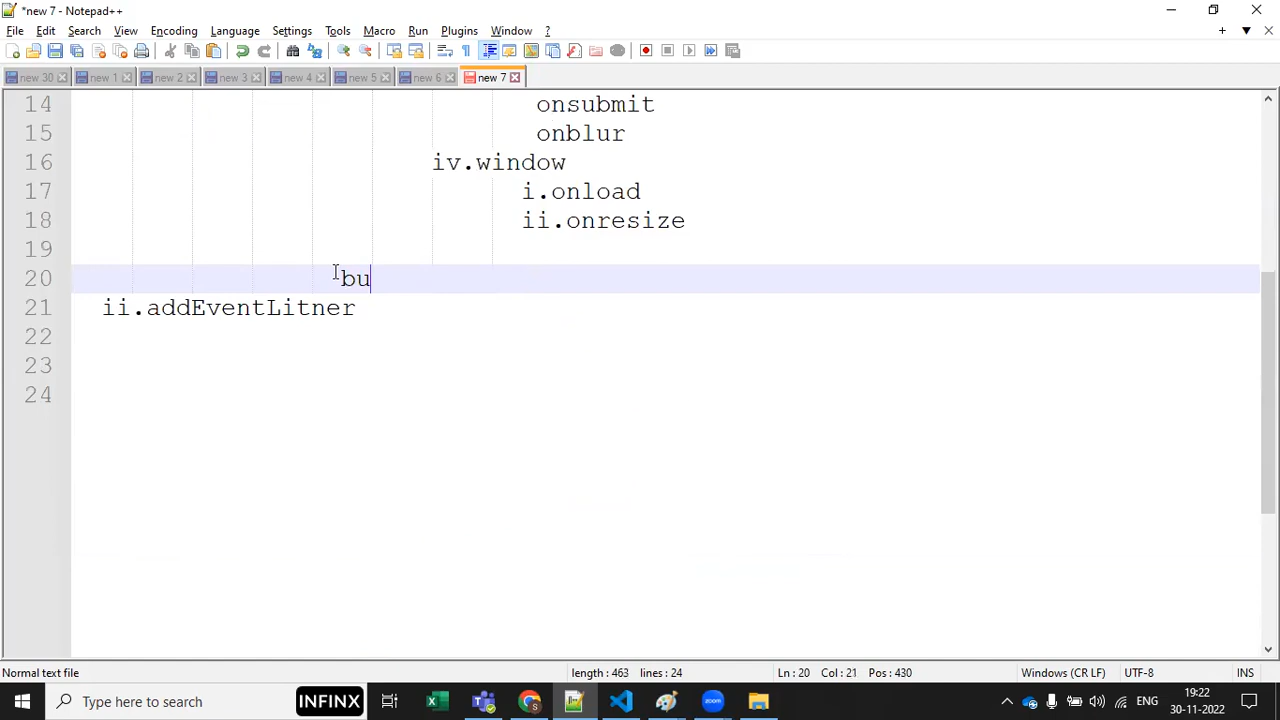 *new 7 - Notepad++
File Edit Search View Encoding Language Settings Tools Macro Run Plugins Window ?
new 30 new 1 new 2 new 3 new 4 new 5 new 6 new 7
14 onsubmit
15 onblur
16 iv.window
17 i.onload
18 ii.onresize
19
20 bu
21 ii.addEventLitner
22
23
24
Normal text file length : 463 lines : 24 Ln : 20 Col : 21 Pos : 430 Windows (CR LF) UTF-8 INS
Type here to search INFINX zoom ENG 19:22
30-11-2022